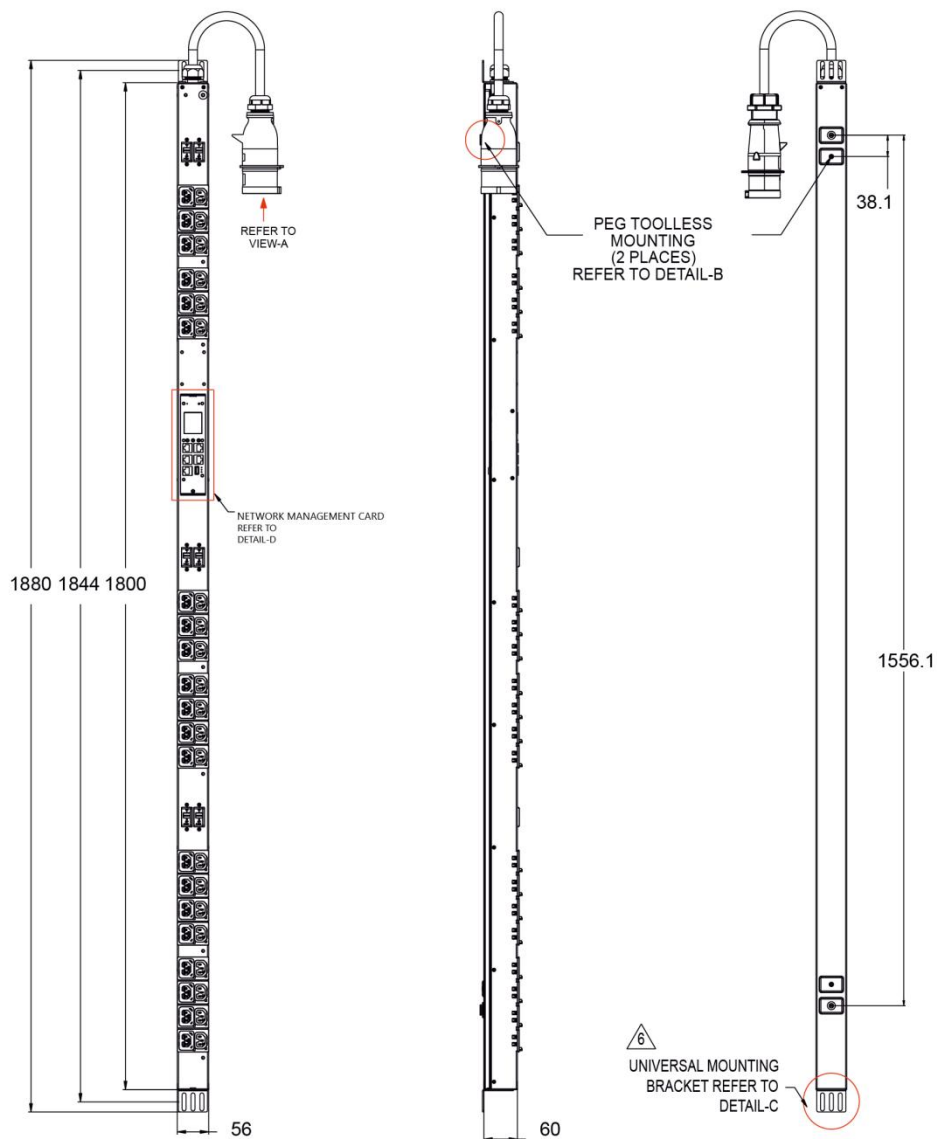 REFER TO
VIEW-A
PEG TOOLLESS
MOUNTING
(2 PLACES)
REFER TO DETAIL-B
38.1
NETWORK MANAGEMENT CARD
REFER TO
DETAIL-D
1880
1844
1800
1556.1
6
UNIVERSAL MOUNTING
BRACKET REFER TO
DETAIL-C
56
60